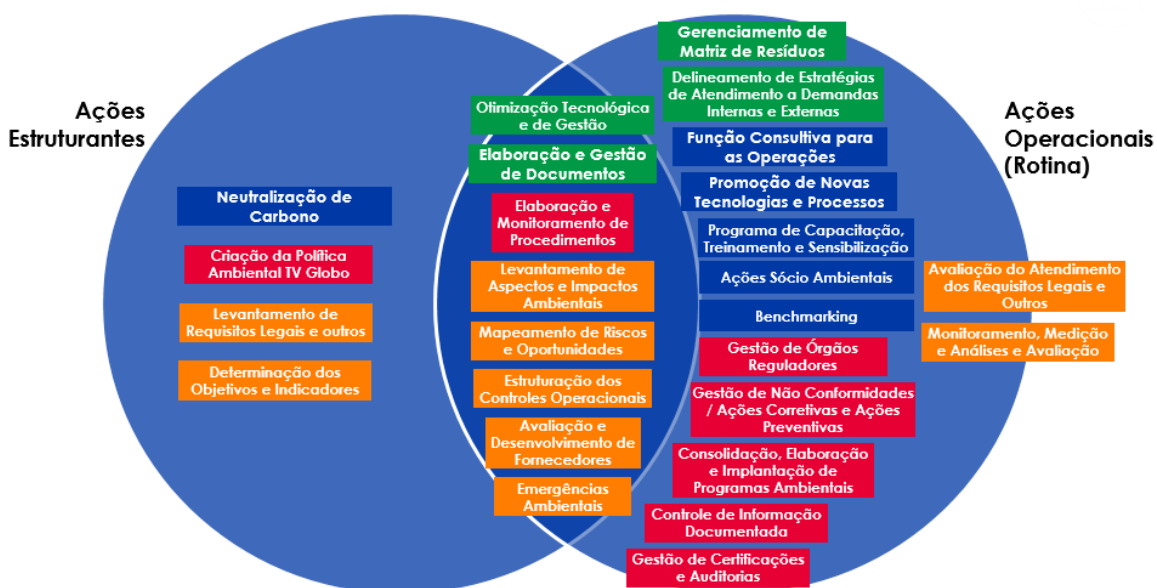 Ações
Estruturantes
Neutralização de
Carbono
Criação da Política
Ambiental TV Globo
Levantamento de
Requisitos Legais e outros
Determinação dos
Objetivos e Indicadores
Otimização Tecnológica
e de Gestão
Elaboração e Gestão
de Documentos
Elaboração e
Monitoramento de
Procedimentos
Levantamento de
Aspectos e Impactos
Ambientais
Mapeamento de Riscos
e Oportunidades
Estruturação dos
Controles Operacionais
Avaliação e
Desenvolvimento de
Fornecedores
Emergências
Ambientais
Gerenciamento de
Matriz de Resíduos
Delineamento de Estratégias
de Atendimento a Demandas
Internas e Externas
Função Consultiva para
as Operações
Promoção de Novas
Tecnologias e Processos
Programa de Capacitação,
Treinamento e Sensibilização
Ações Sócio Ambientais
Benchmarking
Gestão de Órgãos
Reguladores
Gestão de Não Conformidades
/ Ações Corretivas e Ações
Preventivas
Consolidação, Elaboração
e Implantação de
Programas Ambientais
Controle de Informação
Documentada
Gestão de Certificações
e Auditorias
Ações
Operacionais
(Rotina)
Avaliação do Atendimento
dos Requisitos Legais e
Outros
Monitoramento, Medição
e Análises e Avaliação